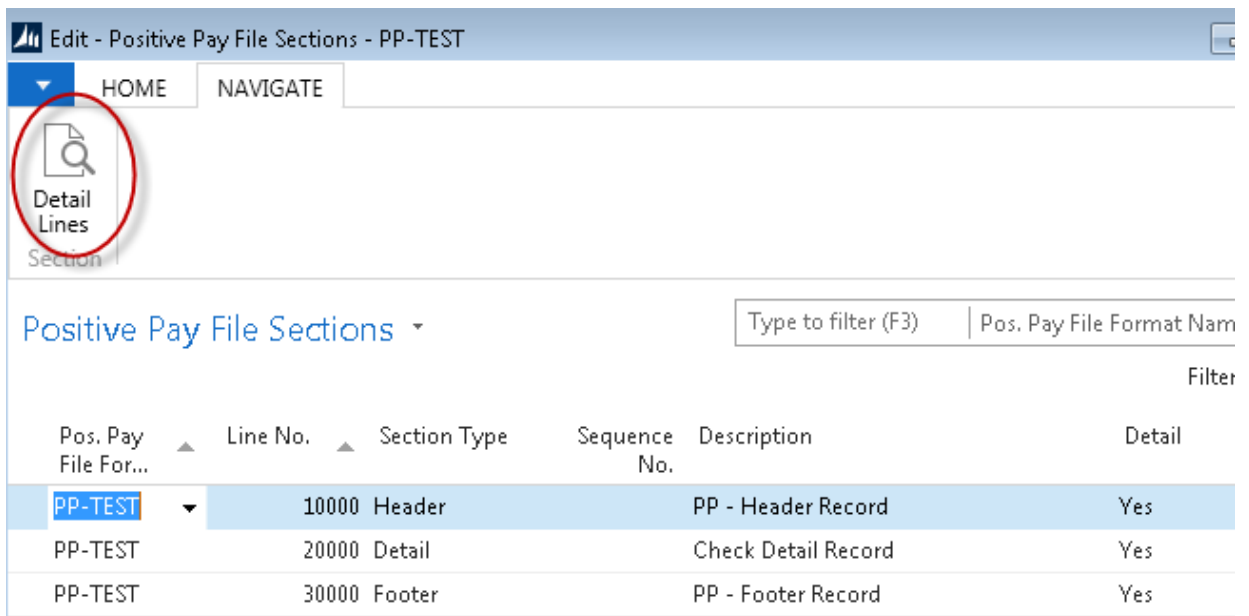 Edit - Positive Pay File Sections - PP-TEST
HOME NAVIGATE
Detail
Lines
Section
Positive Pay File Sections
Type to filter (F3) Pos. Pay File Format Nam
Filter
Pos. Pay File For... Line No. Section Type Sequence No. Description Detail
PP-TEST 10000 Header PP - Header Record Yes
PP-TEST 20000 Detail Check Detail Record Yes
PP-TEST 30000 Footer PP - Footer Record Yes